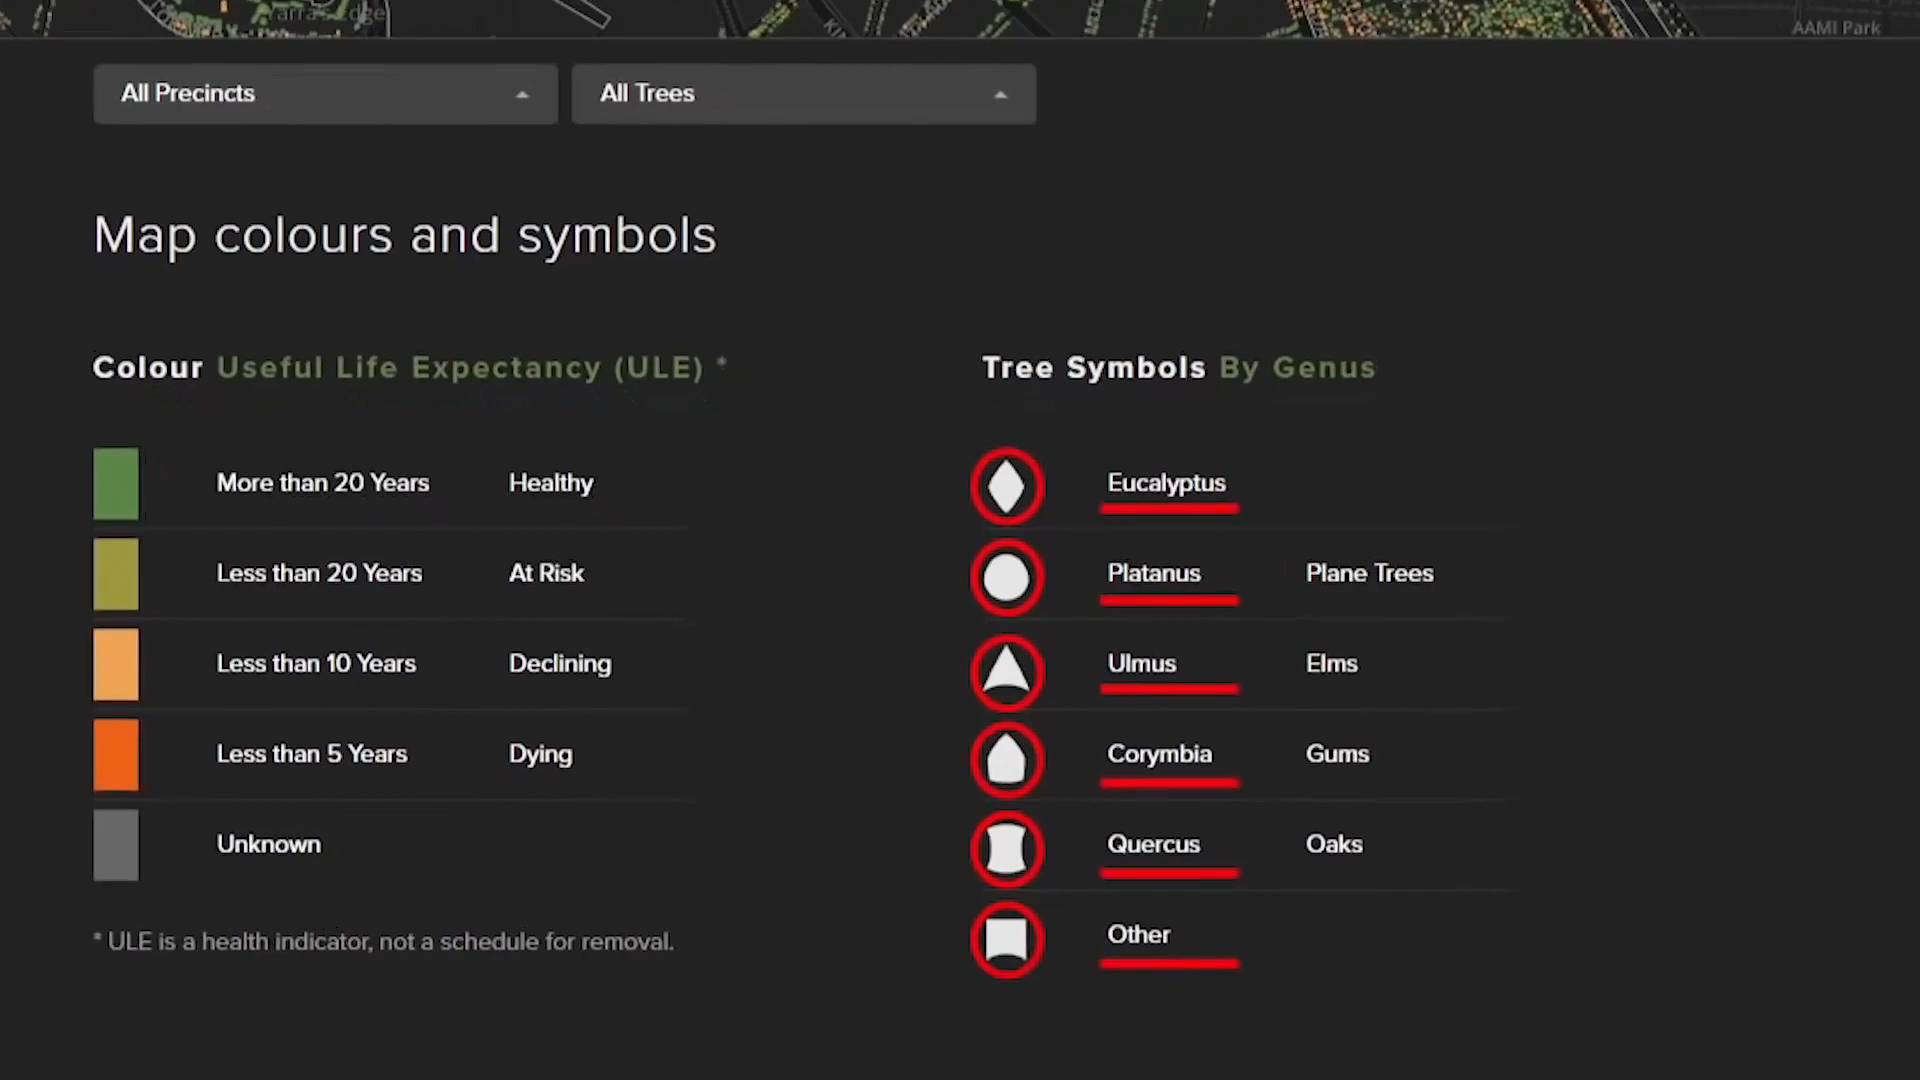 Yarra's Edge
AAMI Park
All Precincts
All Trees
Map colours and symbols
Colour Useful Life Expectancy (ULE) *
More than 20 Years Healthy
Less than 20 Years At Risk
Less than 10 Years Declining
Less than 5 Years Dying
Unknown
* ULE is a health indicator, not a schedule for removal.
Tree Symbols By Genus
Eucalyptus
Platanus Plane Trees
Ulmus Elms
Corymbia Gums
Quercus Oaks
Other